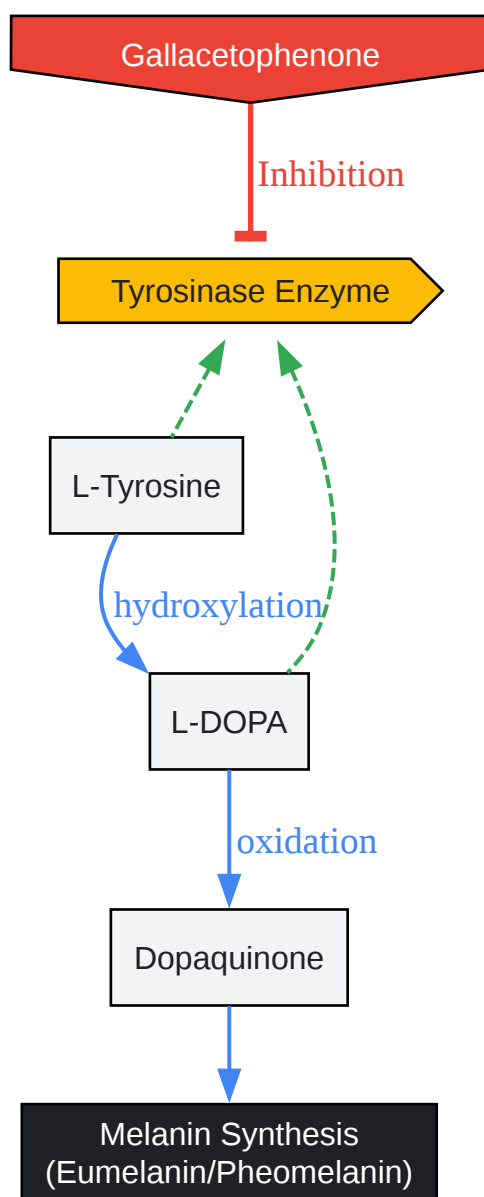 Gallacetophenone
Inhibition
Tyrosinase Enzyme
L-Tyrosine
hydroxylation
L-DOPA
oxidation
Dopaquinone
Melanin Synthesis
(Eumelanin/Pheomelanin)